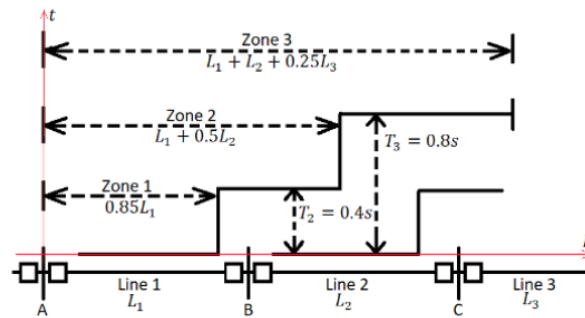 t
Zone 3
L₁ + L₂ + 0.25L₃
Zone 2
L₁ + 0.5L₂
T₃ = 0.8s
Zone 1
0.85L₁
T₂ = 0.4s
Line 1
L₁
Line 2
L₂
Line 3
L₃
A
B
C